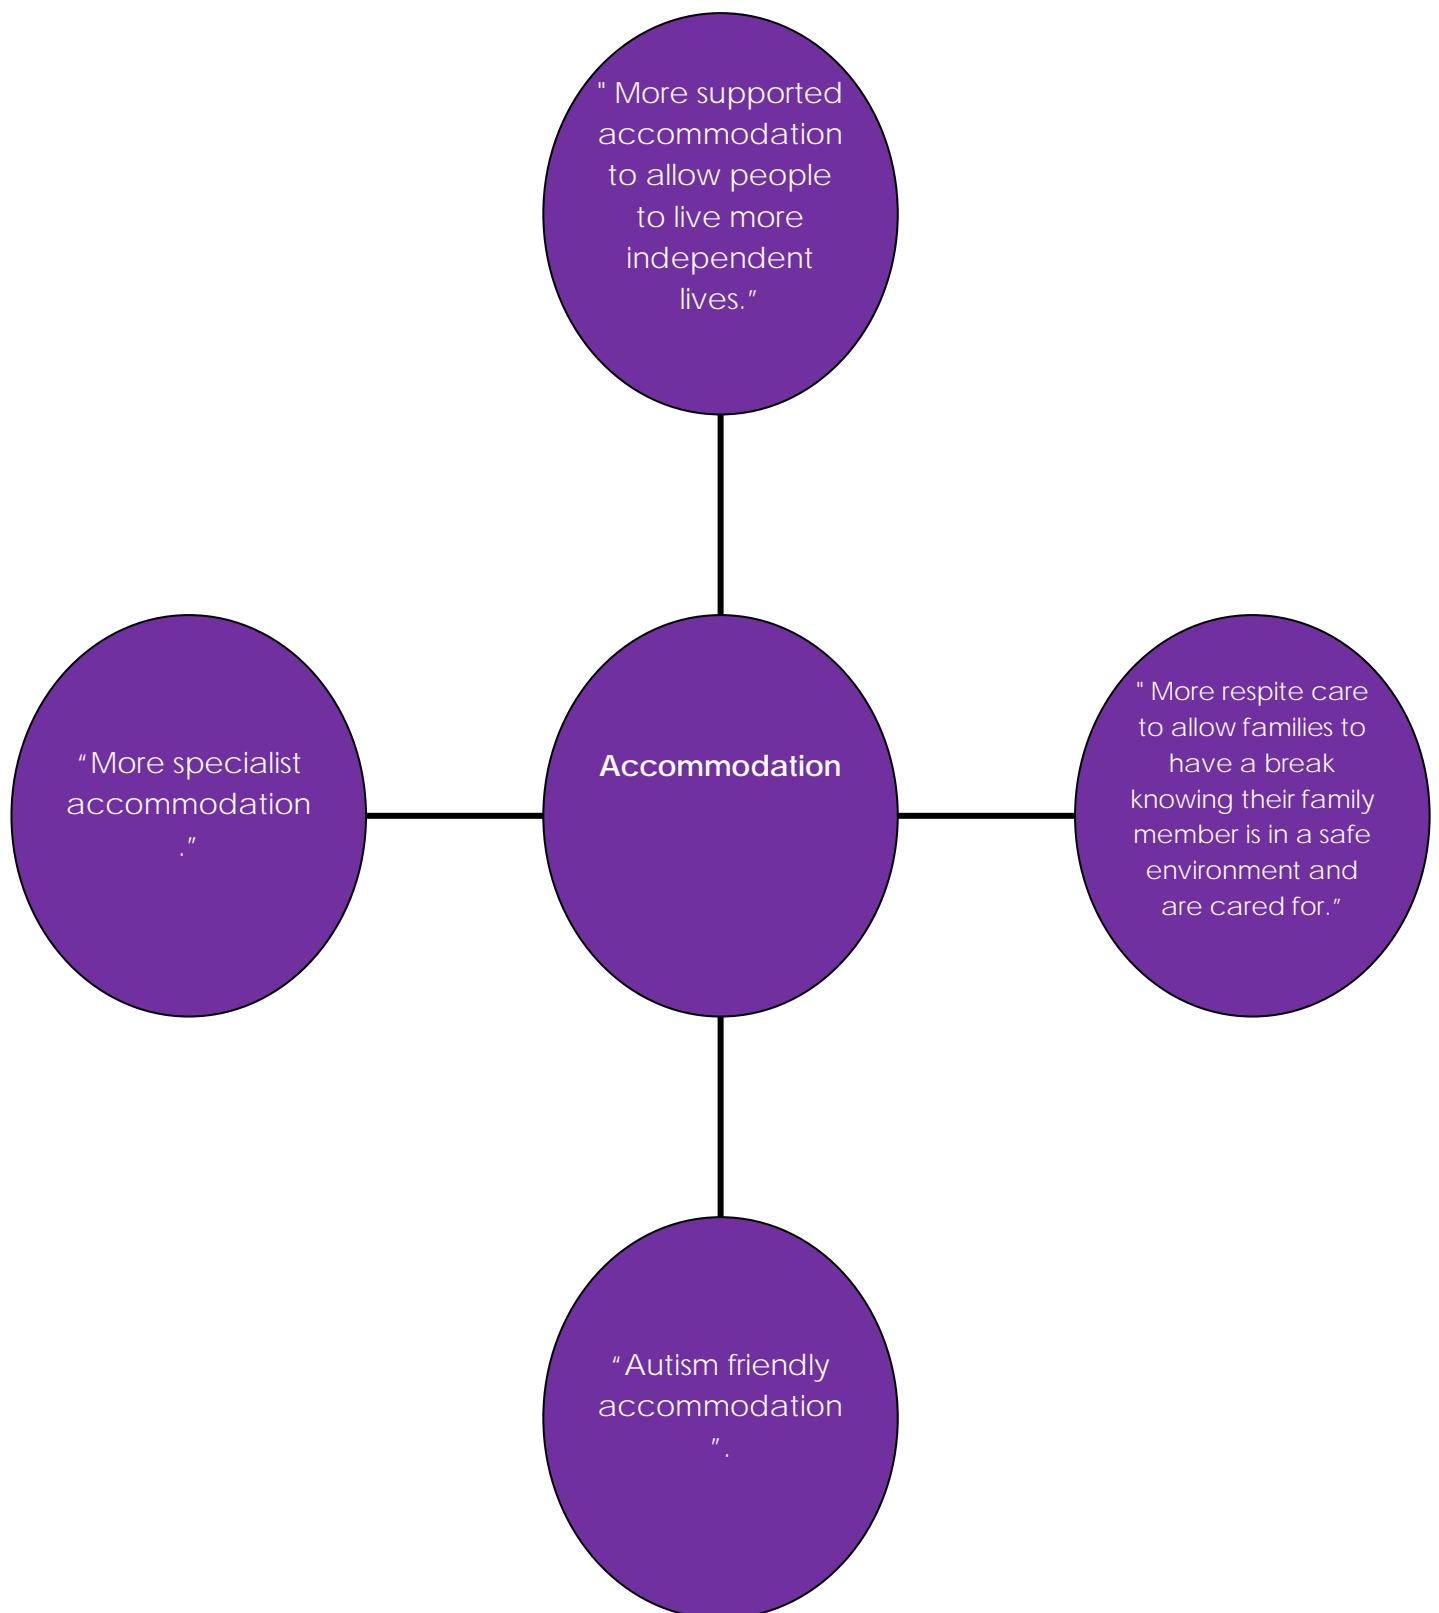 " More supported
accommodation
to allow people
to live more
independent
lives.”
“More specialist
accommodation
.”
Accommodation
" More respite care
to allow families to
have a break
knowing their family
member is in a safe
environment and
are cared for.”
“Autism friendly
accommodation
”.